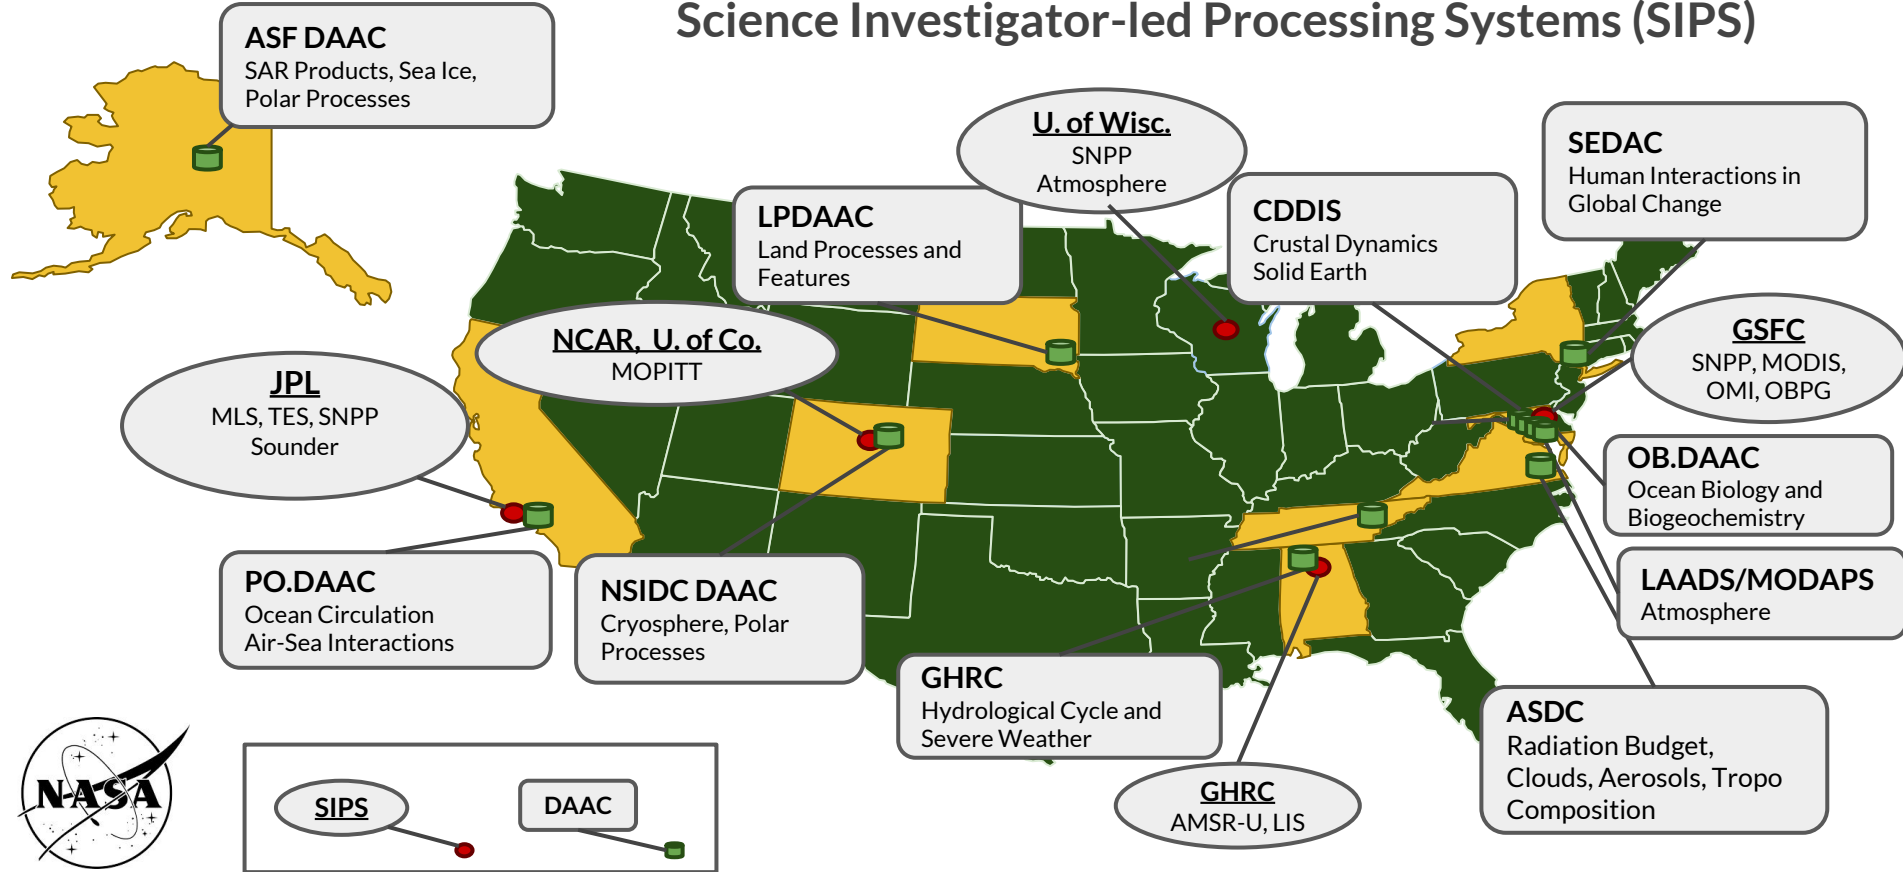 Science Investigator-led Processing Systems (SIPS)
ASF DAAC
SAR Products, Sea Ice,
Polar Processes
U. of Wisc.
SNPP
Atmosphere
SEDAC
Human Interactions in
Global Change
LPDAAC
Land Processes and
Features
CDDIS
Crustal Dynamics
Solid Earth
NCAR, U. of Co.
MOPITT
GSFC
SNPP, MODIS,
OMI, OBPG
JPL
MLS, TES, SNPP
Sounder
OB.DAAC
Ocean Biology and
Biogeochemistry
PO.DAAC
Ocean Circulation
Air-Sea Interactions
NSIDC DAAC
Cryosphere, Polar
Processes
LAADS/MODAPS
Atmosphere
GHRC
Hydrological Cycle and
Severe Weather
ASDC
Radiation Budget,
Clouds, Aerosols, Tropo
Composition
GHRC
AMSR-U, LIS
NASA
SIPS
DAAC